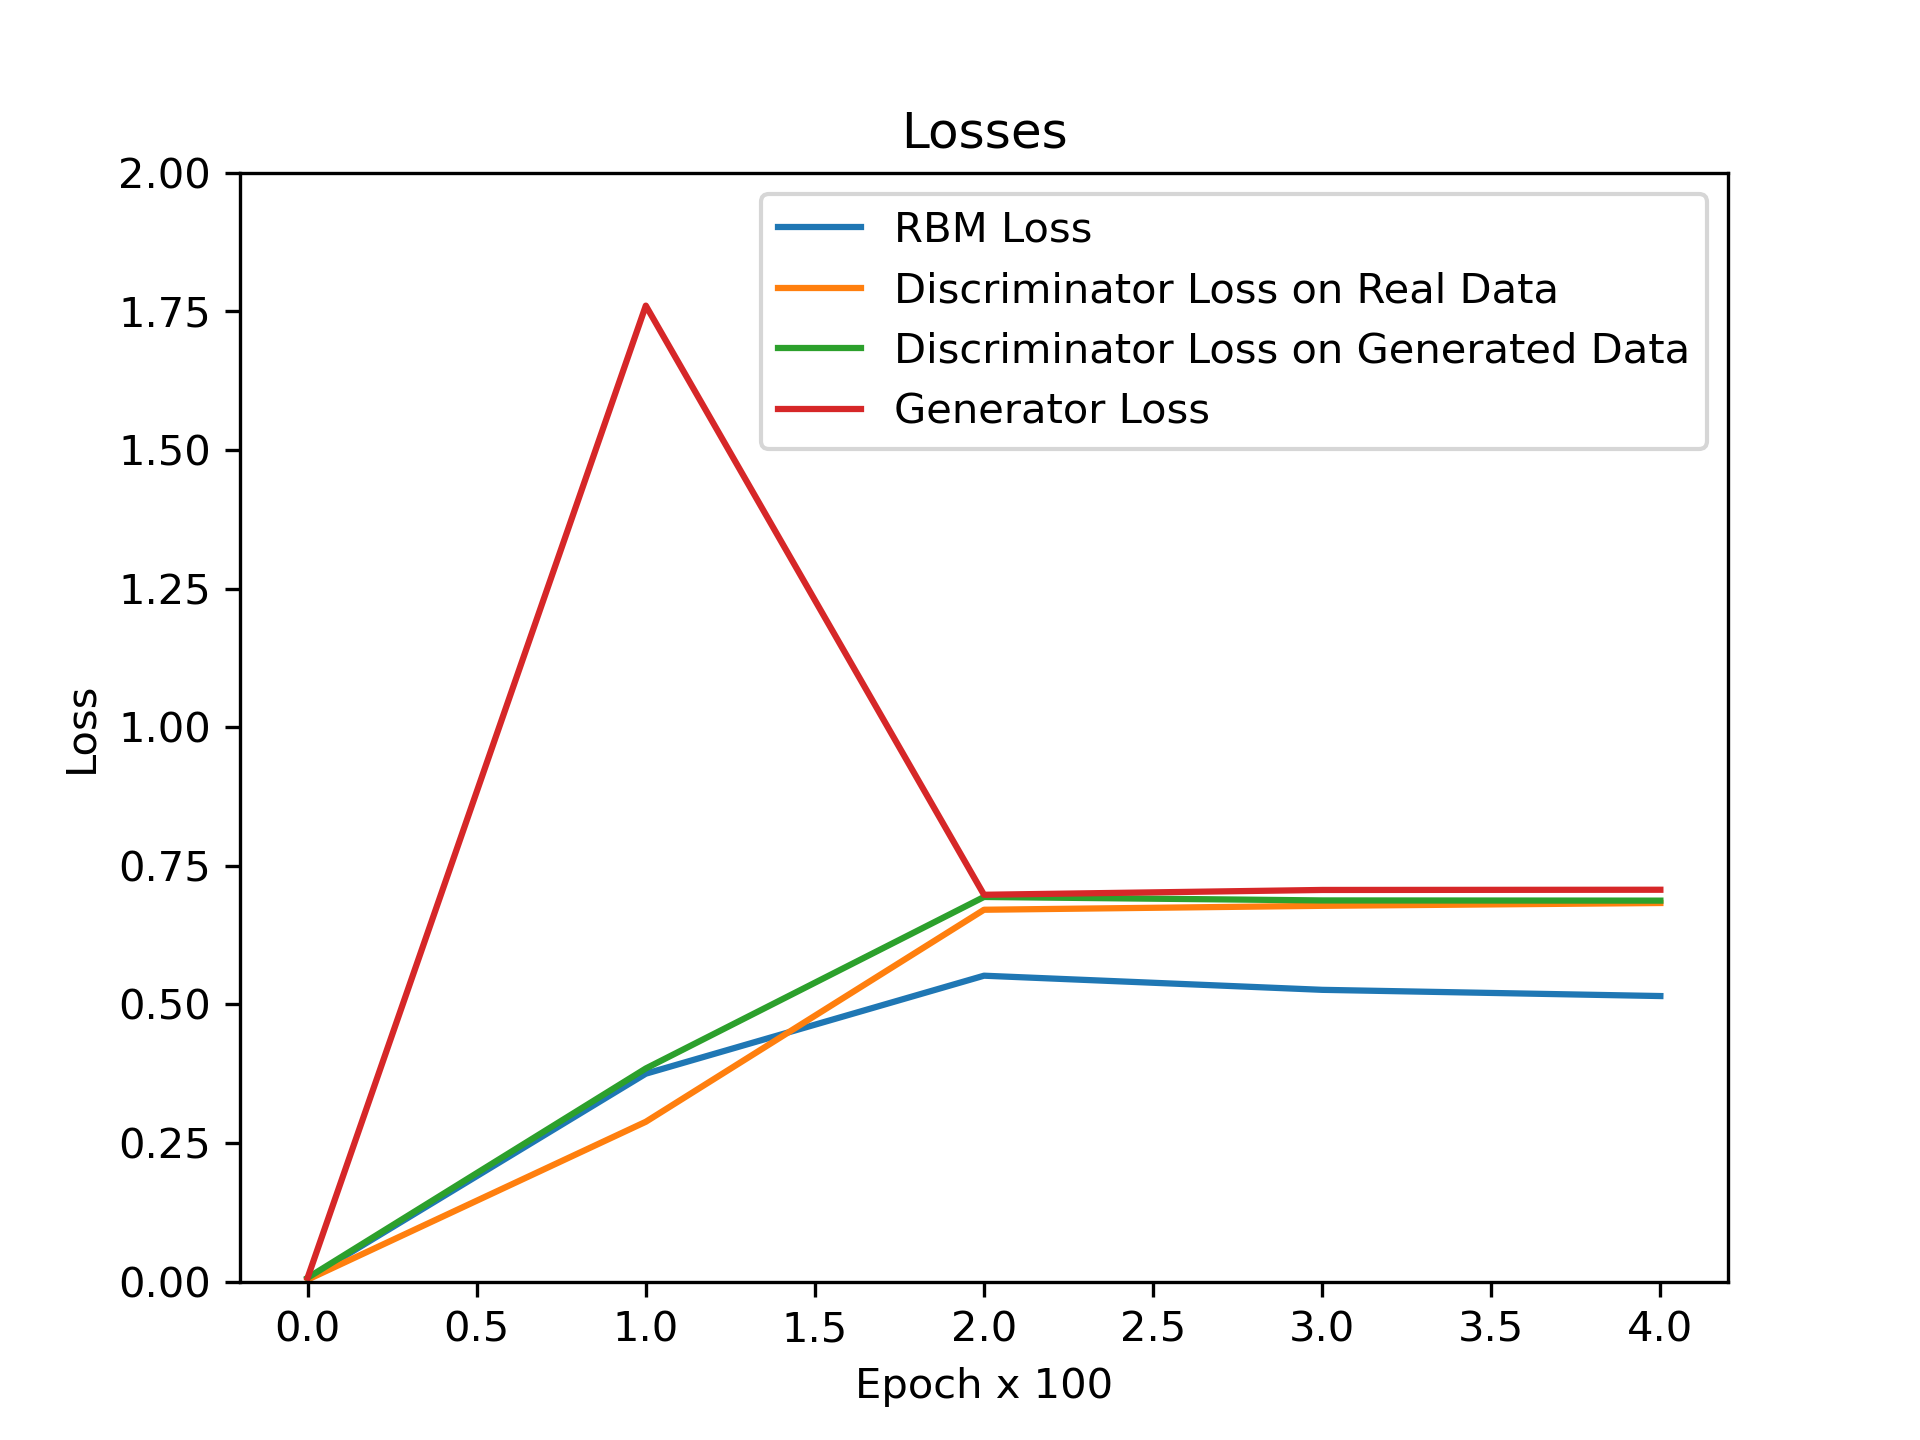 Losses
2.00
1.75
1.50
1.25
1.00
0.75
0.50
0.25
0.00
Loss
RBM Loss
Discriminator Loss on Real Data
Discriminator Loss on Generated Data
Generator Loss
0.0 0.5 1.0 1.5 2.0 2.5 3.0 3.5 4.0
Epoch x 100